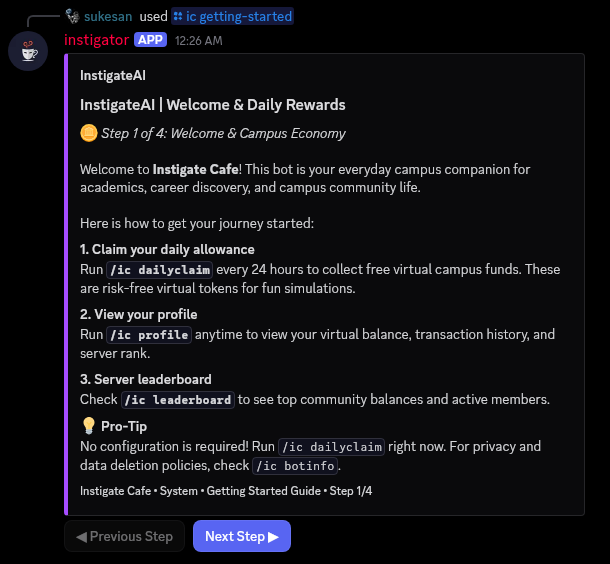 sukesan used ic getting-started
instigator APP 12:26 AM
InstigateAI
InstigateAI | Welcome & Daily Rewards
Step 1 of 4: Welcome & Campus Economy
Welcome to Instigate Cafe! This bot is your everyday campus companion for
academics, career discovery, and campus community life.
Here is how to get your journey started:
1. Claim your daily allowance
Run /ic dailyclaim every 24 hours to collect free virtual campus funds. These
are risk-free virtual tokens for fun simulations.
2. View your profile
Run /ic profile anytime to view your virtual balance, transaction history, and
server rank.
3. Server leaderboard
Check /ic leaderboard to see top community balances and active members.
💡 Pro-Tip
No configuration is required! Run /ic dailyclaim right now. For privacy and
data deletion policies, check /ic botinfo.
Instigate Cafe • System • Getting Started Guide • Step 1/4
◀ Previous Step
Next Step ▶